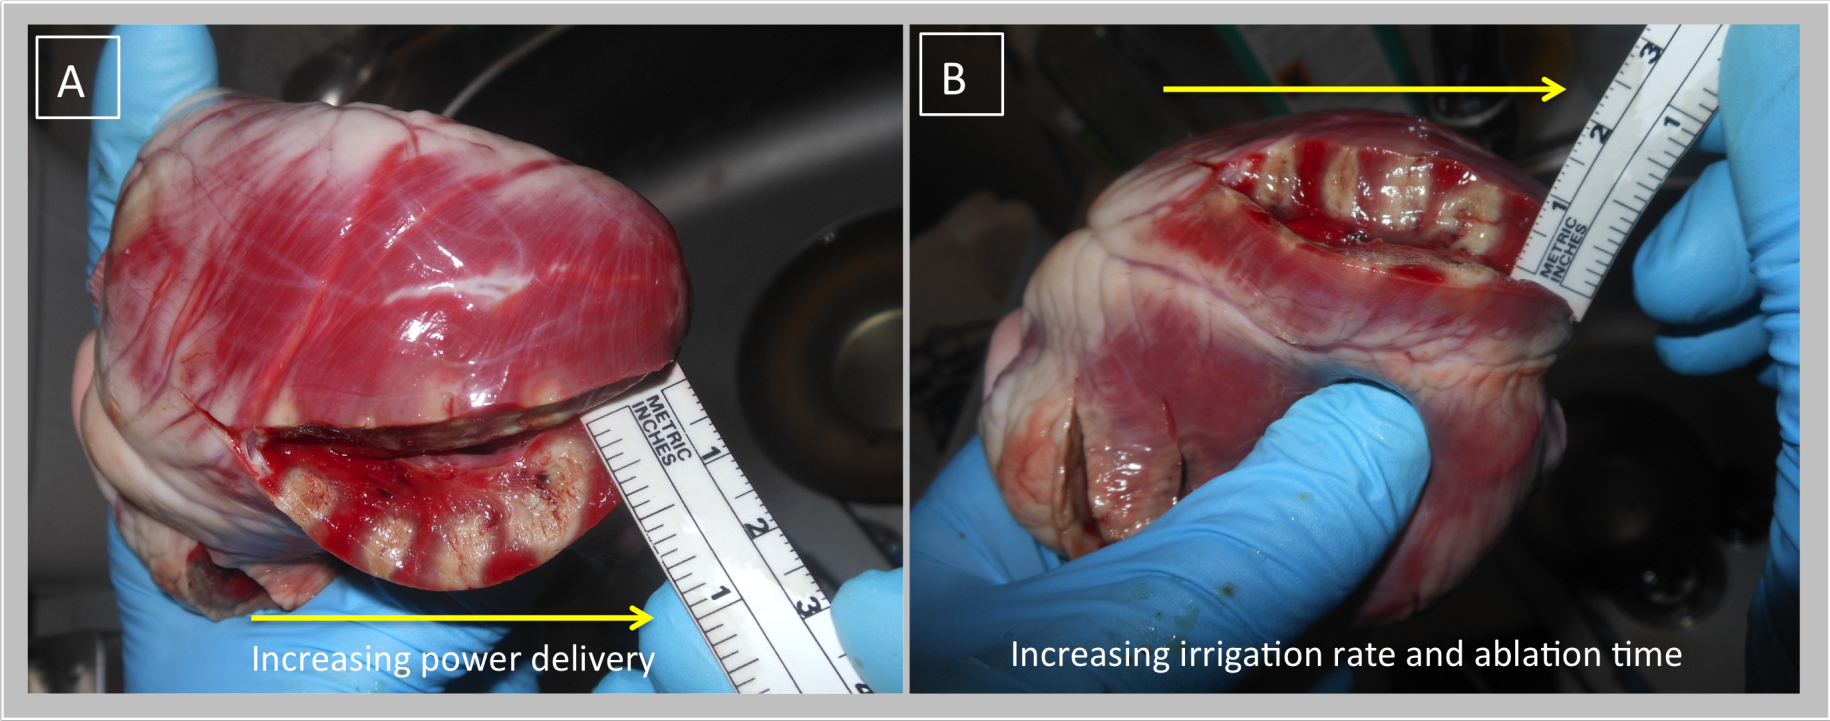 A
METRIC
INCHES
1
2
3
1
Increasing power delivery
B
3
2
1
1
METRIC
INCHES
Increasing irrigation rate and ablation time